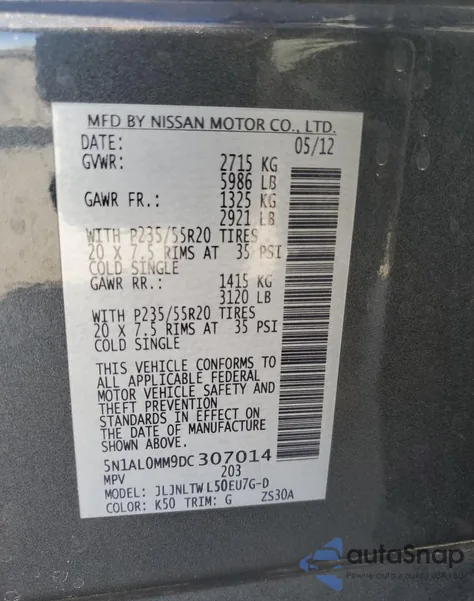 MFD BY NISSAN MOTOR CO., LTD.
DATE: 05/12
GVWR: 2715 KG
5986 LB
GAWR FR.: 1325 KG
2921 LB
WITH P235/55R20 TIRES
20 X 7.5 RIMS AT 35 PSI
COLD SINGLE
GAWR RR.: 1415 KG
3120 LB
WITH P235/55R20 TIRES
20 X 7.5 RIMS AT 35 PSI
COLD SINGLE
THIS VEHICLE CONFORMS TO
ALL APPLICABLE FEDERAL
MOTOR VEHICLE SAFETY AND
THEFT PREVENTION
STANDARDS IN EFFECT ON
THE DATE OF MANUFACTURE
SHOWN ABOVE.
5N1AL0MM9DC 307014
MPV 203
MODEL: JLJNLTW L50EU7G-D
COLOR: K50 TRIM: G ZS30A
autoSnap